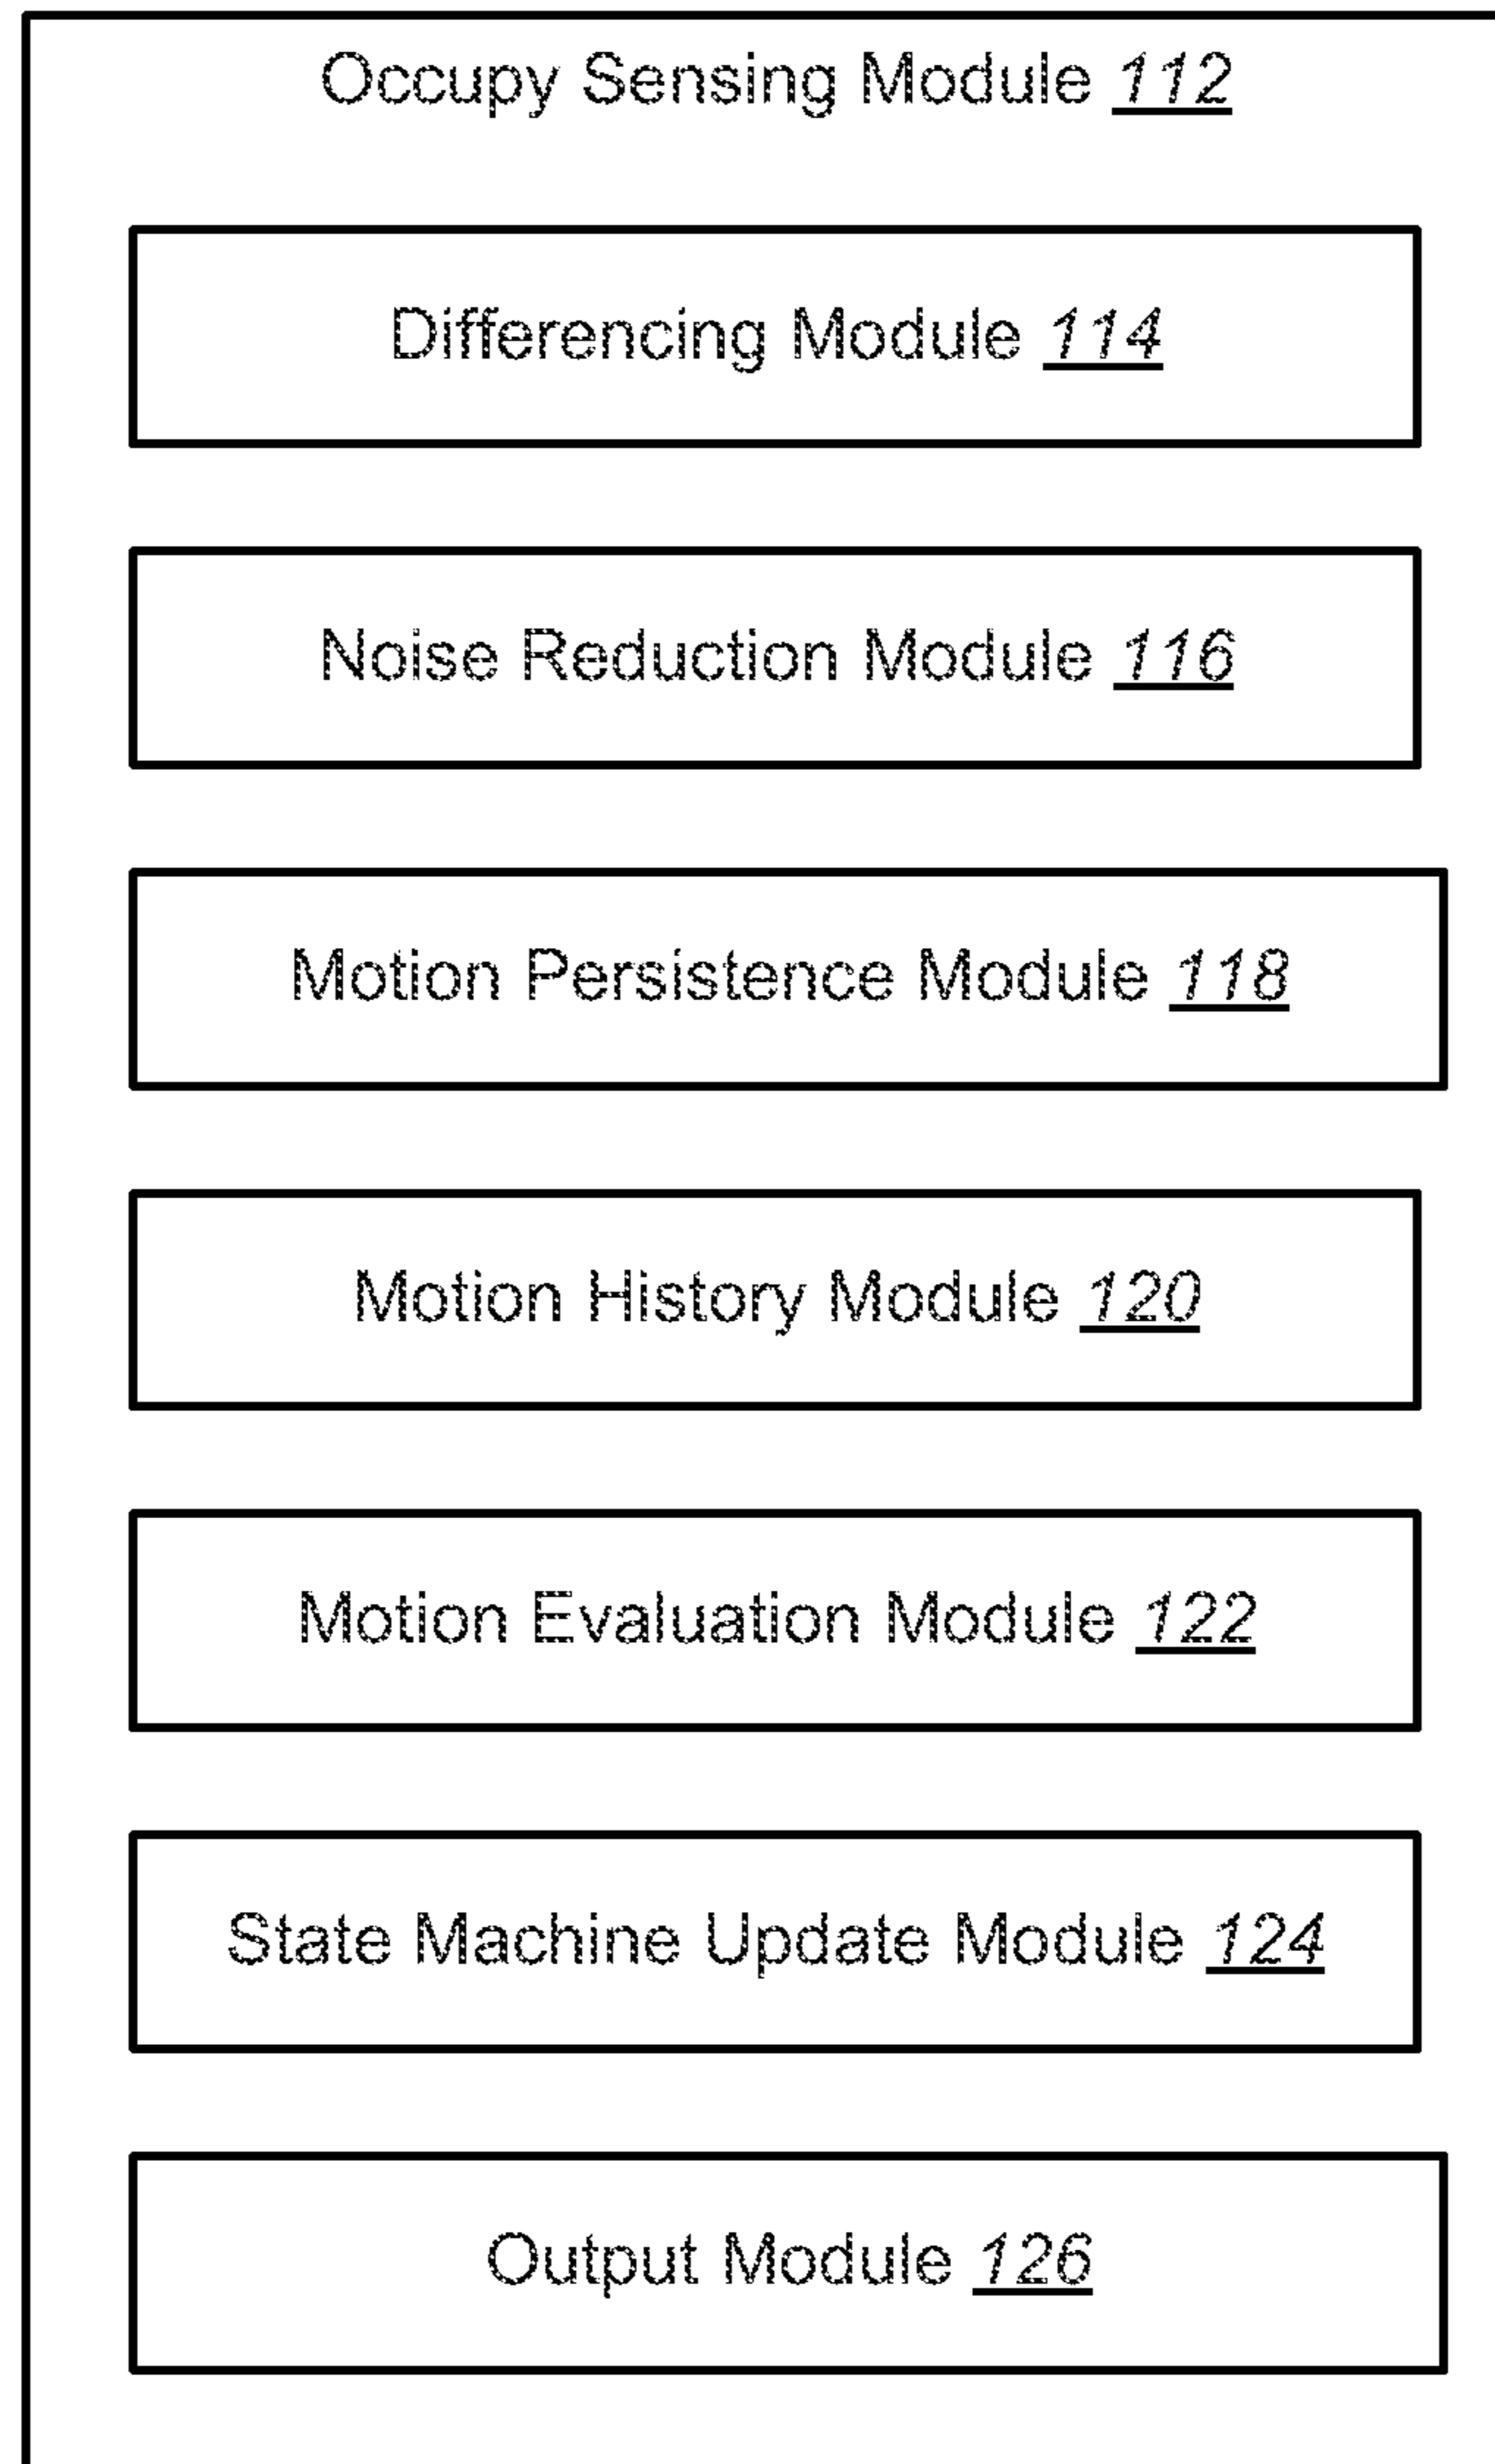 Occupy Sensing Module 112
Differencing Module 114
Noise Reduction Module 116
Motion Persistence Module 118
Motion History Module 120
Motion Evaluation Module 122
State Machine Update Module 124
Output Module 126